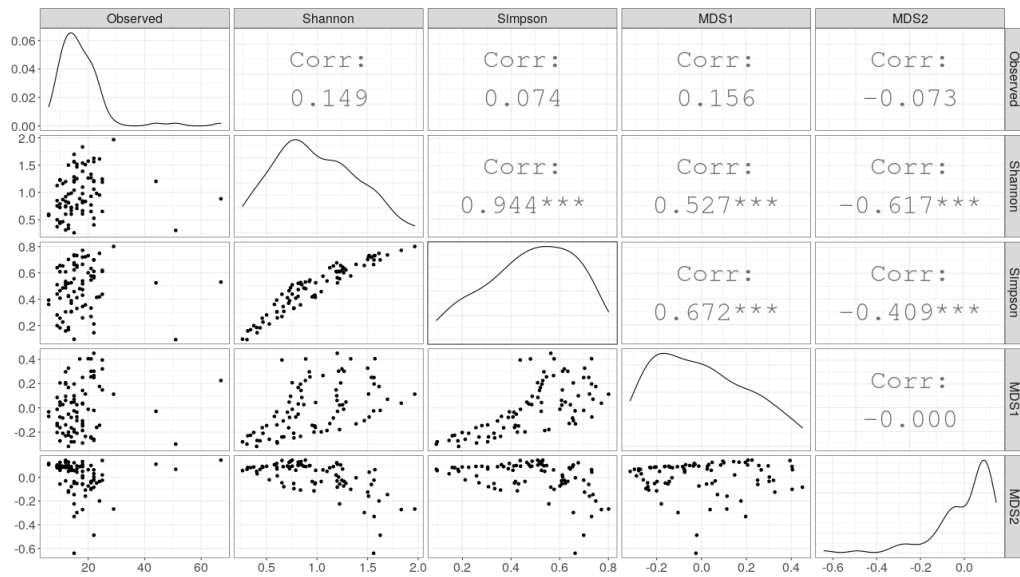 Observed Shannon Simpson MDS1 MDS2
0.06
0.04
0.02
0.00
Corr: Corr: Corr: Corr:
0.149 0.074 0.156 −0.073
Observed
2.0
1.5
1.0
0.5
Corr: Corr: Corr:
0.944*** 0.527*** −0.617***
Shannon
0.8
0.6
0.4
0.2
Corr: Corr:
0.672*** −0.409***
Simpson
0.4
0.2
0.0
-0.2
Corr:
−0.000
MDS1
0.0
-0.2
-0.4
-0.6
MDS2
20 40 60 0.5 1.0 1.5 2.0 0.2 0.4 0.6 0.8 -0.2 0.0 0.2 0.4 -0.6 -0.4 -0.2 0.0